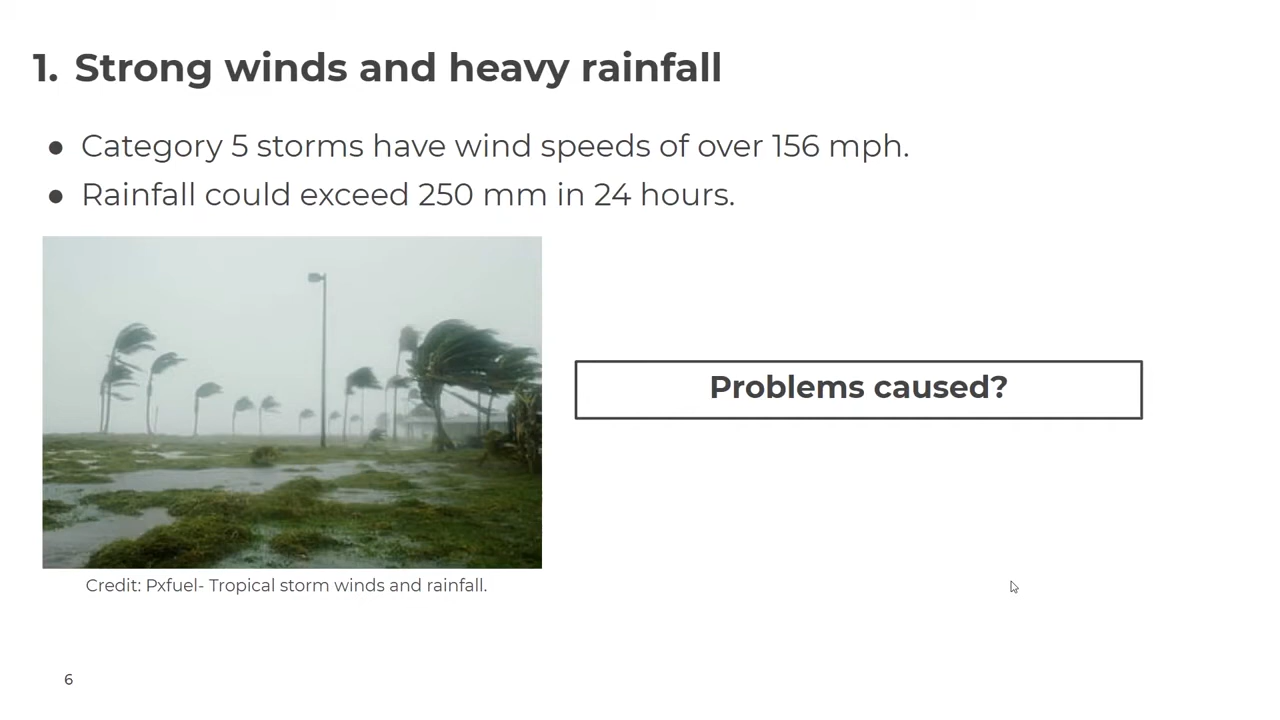 1. Strong winds and heavy rainfall
● Category 5 storms have wind speeds of over 156 mph.
● Rainfall could exceed 250 mm in 24 hours.
Problems caused?
Credit: Pxfuel- Tropical storm winds and rainfall.
6